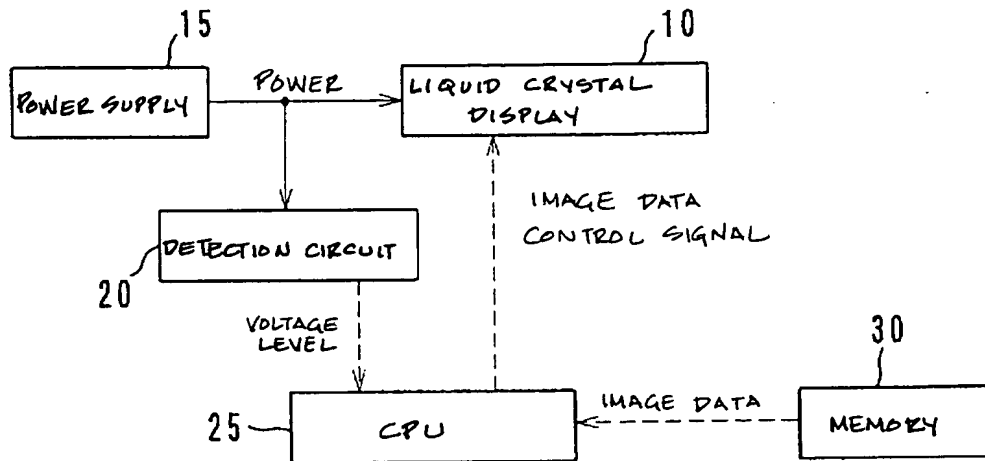 15
10
POWER SUPPLY
POWER
LIQUID CRYSTAL
DISPLAY
DETECTION CIRCUIT
20
IMAGE DATA
CONTROL SIGNAL
VOLTAGE
LEVEL
30
25
CPU
IMAGE DATA
MEMORY